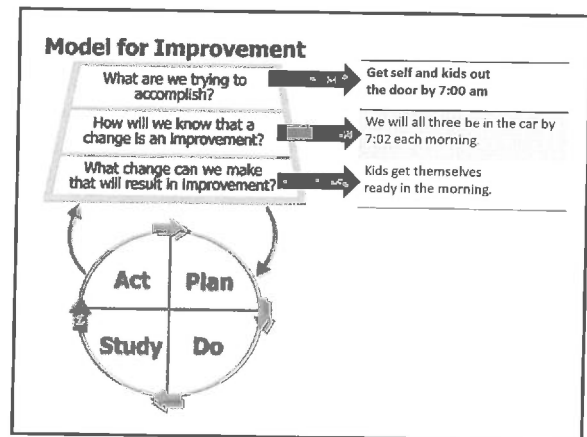 Model for Improvement
What are we trying to
accomplish?
Get self and kids out
the door by 7:00 am
How will we know that a
change is an improvement?
We will all three be in the car by
7:02 each morning
What change can we make
that will result in improvement?
Kids get themselves
ready in the morning.
Act
Plan
Study
Do